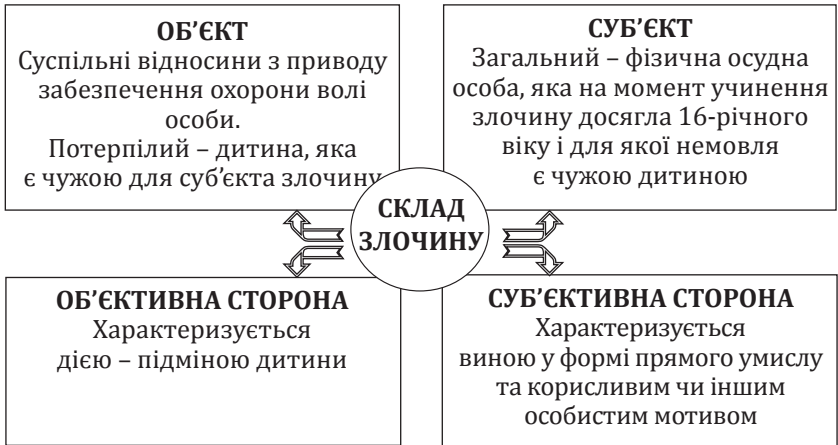 ОБ’ЄКТ
Суспільні відносини з приводу
забезпечення охорони волі
особи.
Потерпілий – дитина, яка
є чужою для суб’єкта злочину
СУБ’ЄКТ
Загальний – фізична осудна
особа, яка на момент учинення
злочину досягла 16-річного
віку і для якої немовля
є чужою дитиною
СКЛАД
ЗЛОЧИНУ
ОБ’ЄКТИВНА СТОРОНА
Характеризується
дією – підміною дитини
СУБ’ЄКТИВНА СТОРОНА
Характеризується
виною у формі прямого умислу
та корисливим чи іншим
особистим мотивом